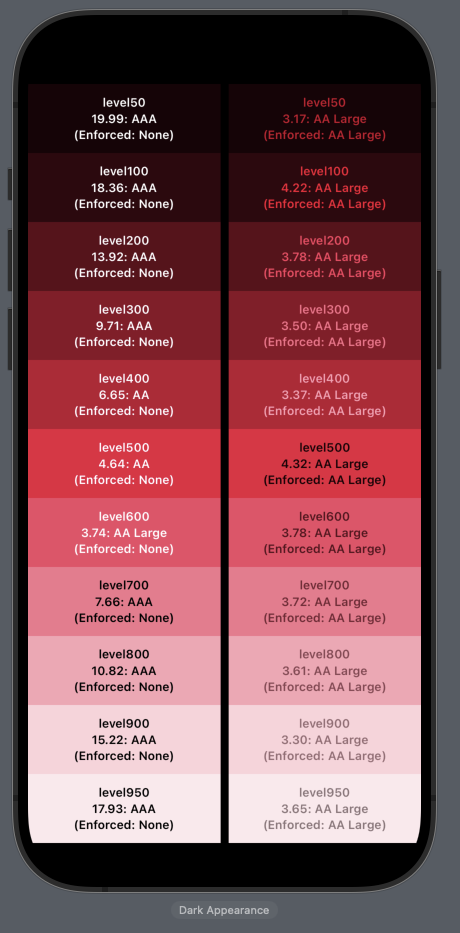 level50
19.99: AAA
(Enforced: None)
level50
3.17: AA Large
(Enforced: AA Large)
level100
18.36: AAA
(Enforced: None)
level100
4.22: AA Large
(Enforced: AA Large)
level200
13.92: AAA
(Enforced: None)
level200
3.78: AA Large
(Enforced: AA Large)
level300
9.71: AAA
(Enforced: None)
level300
3.50: AA Large
(Enforced: AA Large)
level400
6.65: AA
(Enforced: None)
level400
3.37: AA Large
(Enforced: AA Large)
level500
4.64: AA
(Enforced: None)
level500
4.32: AA Large
(Enforced: AA Large)
level600
3.74: AA Large
(Enforced: None)
level600
3.78: AA Large
(Enforced: AA Large)
level700
7.66: AAA
(Enforced: None)
level700
3.72: AA Large
(Enforced: AA Large)
level800
10.82: AAA
(Enforced: None)
level800
3.61: AA Large
(Enforced: AA Large)
level900
15.22: AAA
(Enforced: None)
level900
3.30: AA Large
(Enforced: AA Large)
level950
17.93: AAA
(Enforced: None)
level950
3.65: AA Large
(Enforced: AA Large)
Dark Appearance